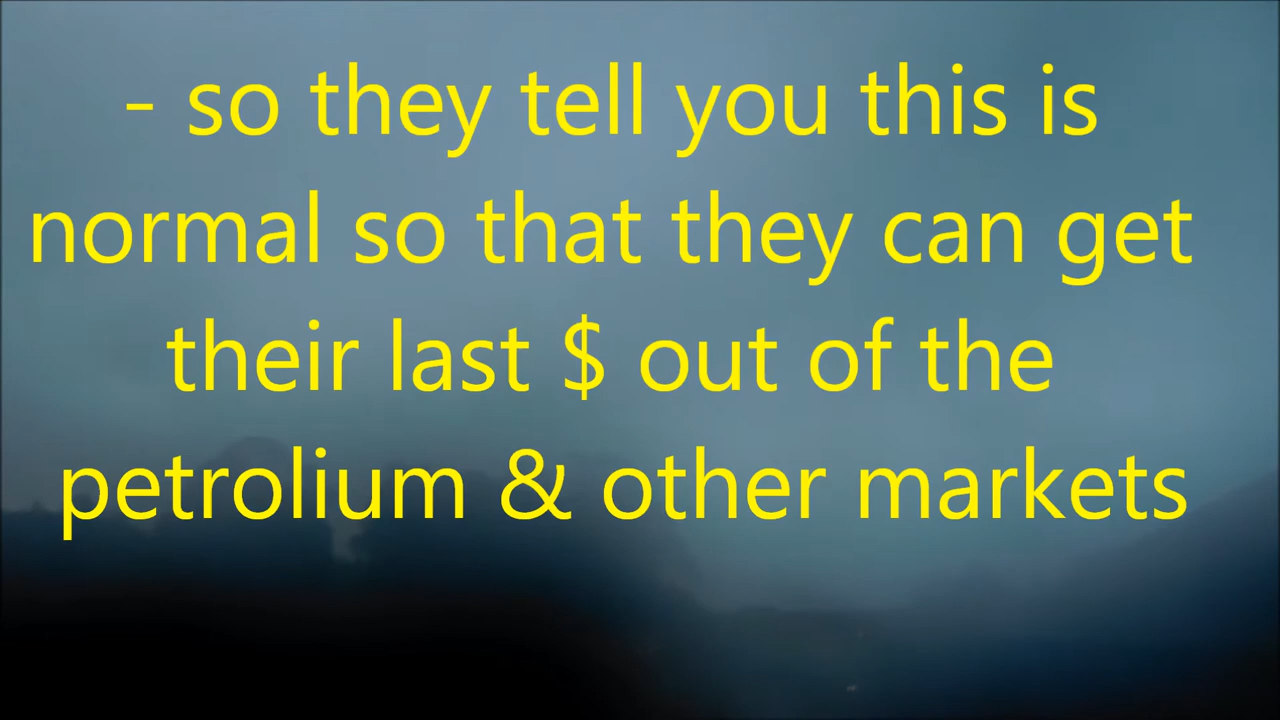 - so they tell you this is
normal so that they can get
their last $ out of the
petrolium & other markets